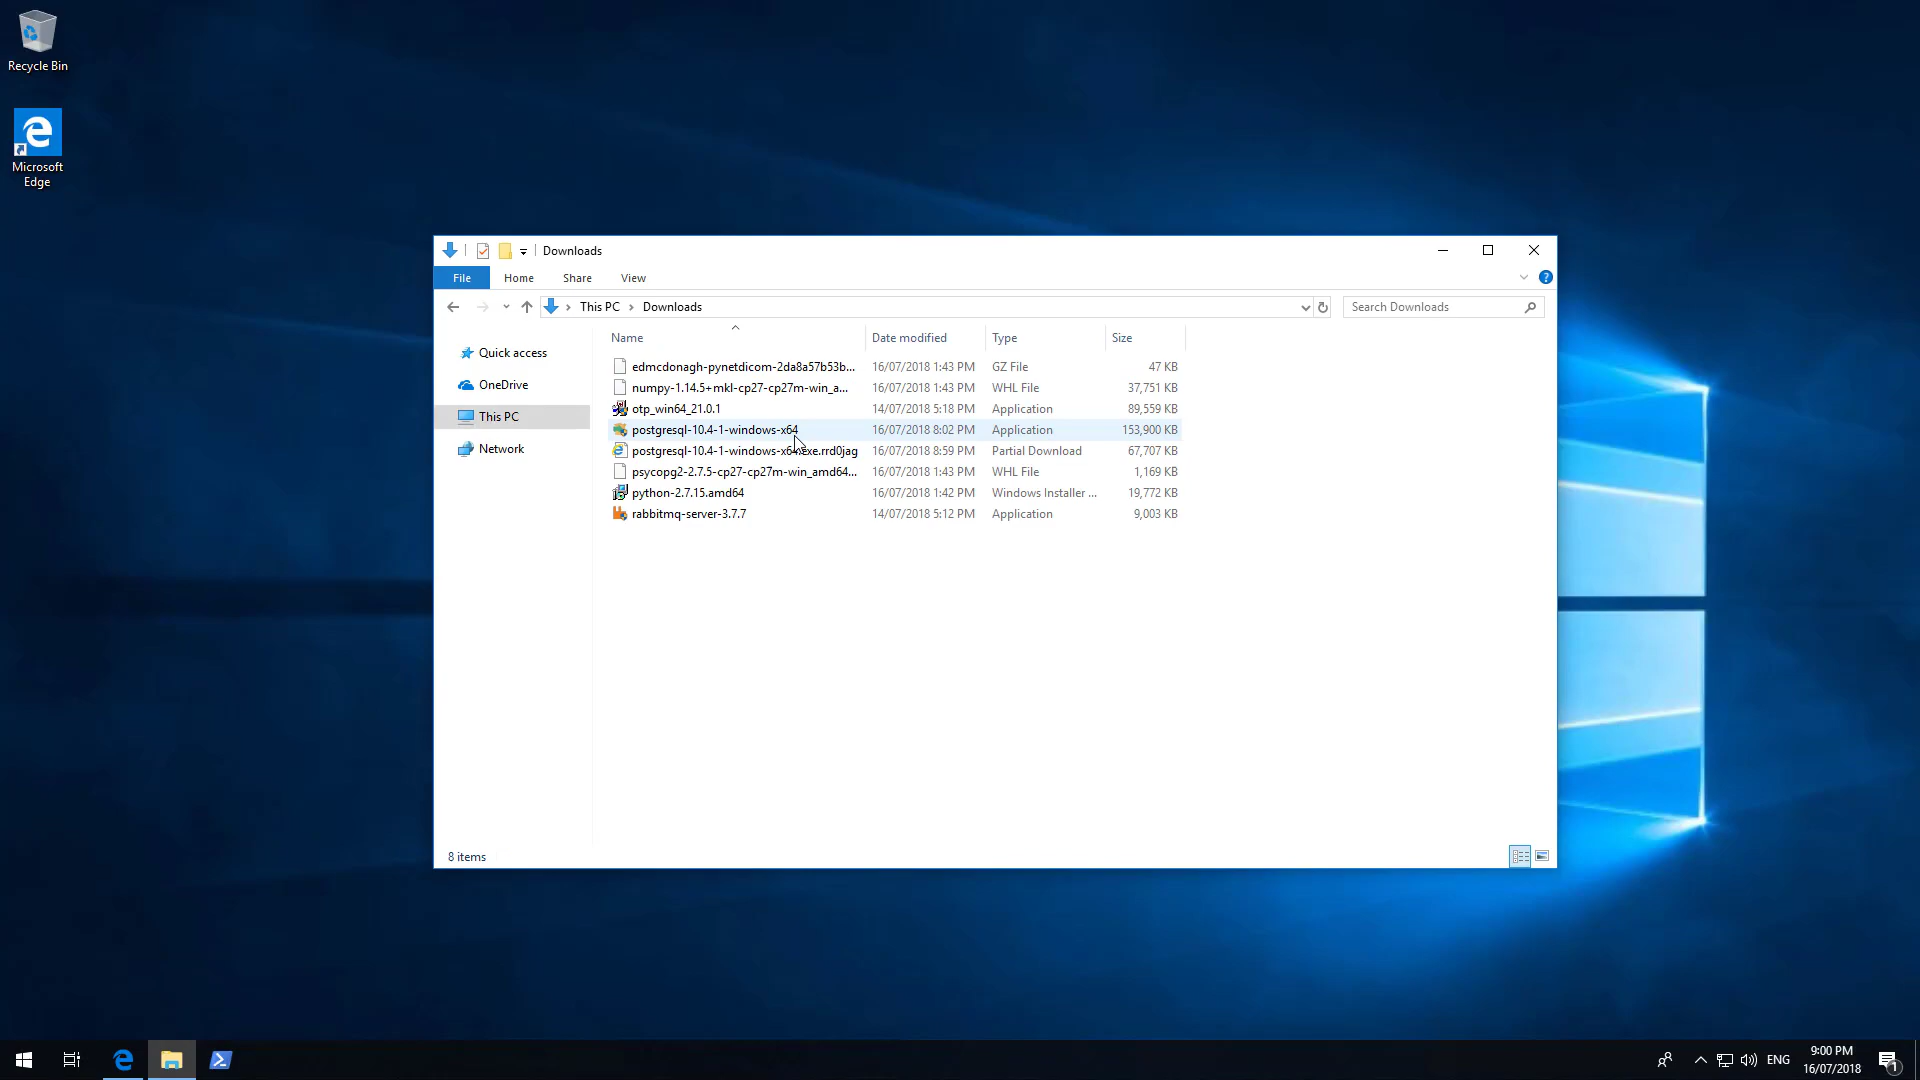 Recycle Bin
Microsoft
Edge
Downloads
File Home Share View
This PC Downloads Search Downloads
Name Date modified Type Size
Quick access
OneDrive
This PC
Network
edmcdonagh-pynetdicom-2da8a57b53b... 16/07/2018 1:43 PM GZ File 47 KB
numpy-1.14.5+mkl-cp27-cp27m-win_a... 16/07/2018 1:43 PM WHL File 37,751 KB
otp_win64_21.0.1 14/07/2018 5:18 PM Application 89,559 KB
postgresql-10.4-1-windows-x64 16/07/2018 8:02 PM Application 153,900 KB
postgresql-10.4-1-windows-x64.exe.rrd0jag 16/07/2018 8:59 PM Partial Download 67,707 KB
psycopg2-2.7.5-cp27-cp27m-win_amd64... 16/07/2018 1:43 PM WHL File 1,169 KB
python-2.7.15.amd64 16/07/2018 1:42 PM Windows Installer ... 19,772 KB
rabbitmq-server-3.7.7 14/07/2018 5:12 PM Application 9,003 KB
8 items
ENG
9:00 PM
16/07/2018
1